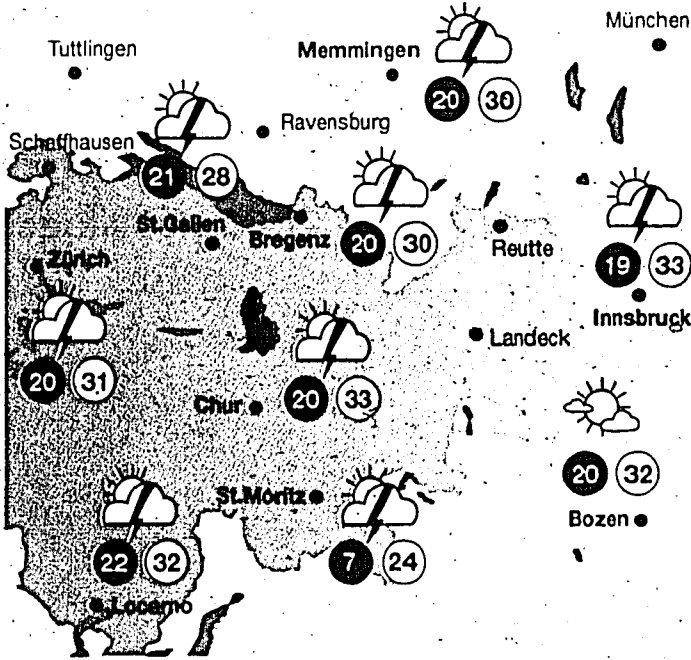 München
Tuttlingen
Memmingen
20 30
Ravensburg
Schaffhausen
21 28
St.Gallen
Bregenz
20 30
Reutte
Zürich
19 33
Innsbruck
Landeck
20 31
20 33
Chur
20 32
St.Moritz
Bozen
22 32
7 24
Locarno